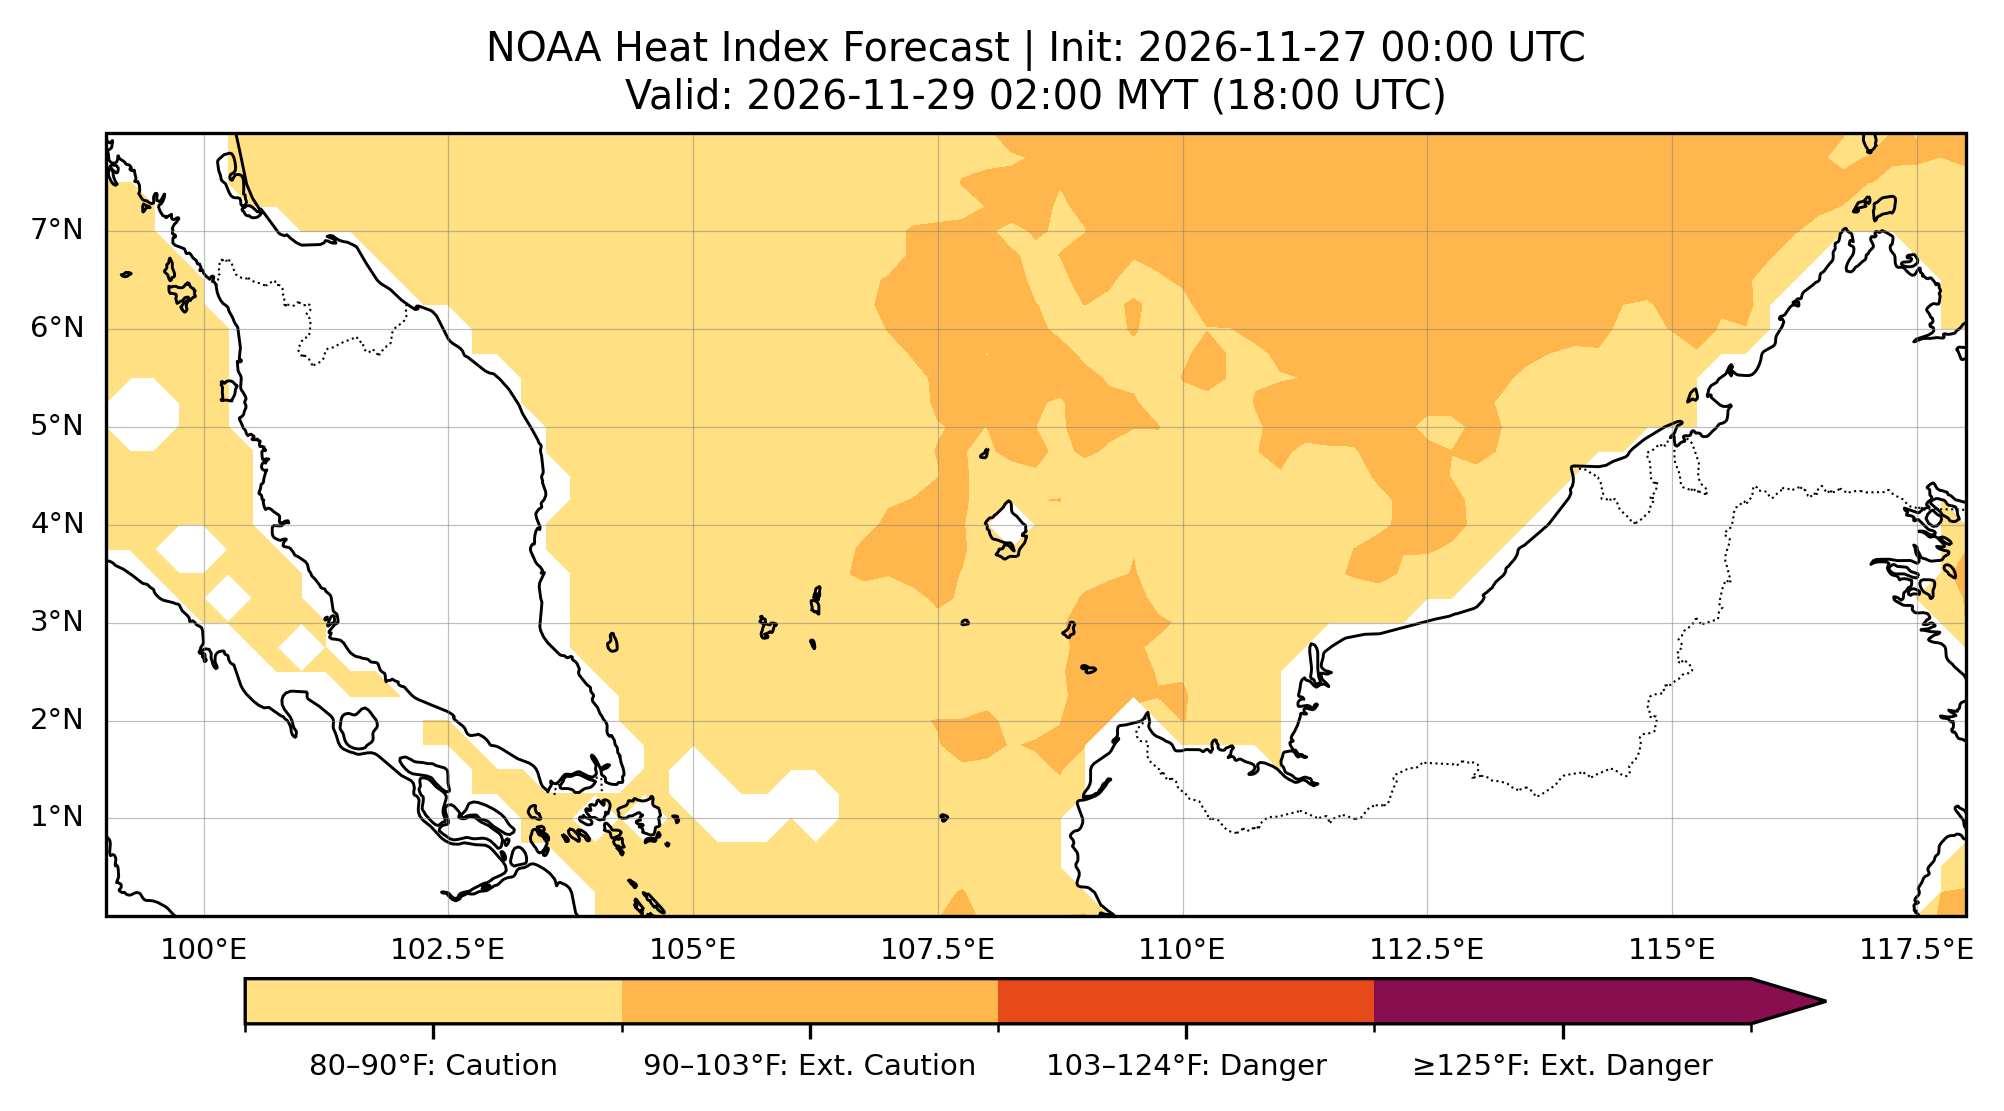 NOAA Heat Index Forecast | Init: 2026-11-27 00:00 UTC
Valid: 2026-11-29 02:00 MYT (18:00 UTC)
7°N
6°N
5°N
4°N
3°N
2°N
1°N
100°E 102.5°E 105°E 107.5°E 110°E 112.5°E 115°E 117.5°E
80–90°F: Caution 90–103°F: Ext. Caution 103–124°F: Danger ≥125°F: Ext. Danger